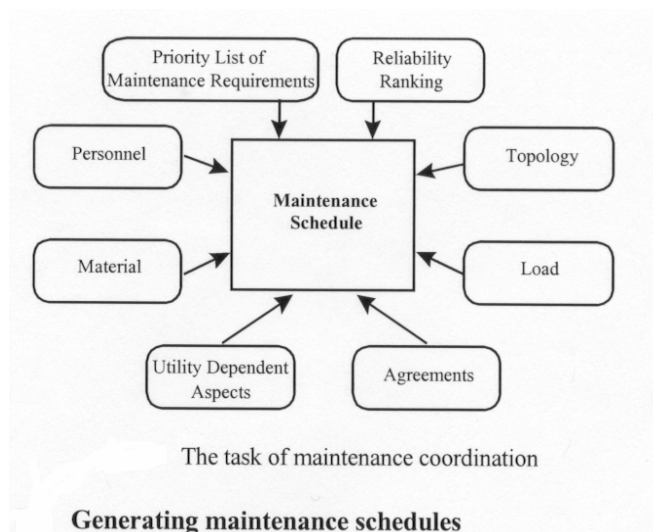 Priority List of
Maintenance Requirements
Reliability
Ranking
Personnel
Topology
Maintenance
Schedule
Material
Load
Utility Dependent
Aspects
Agreements
The task of maintenance coordination
Generating maintenance schedules